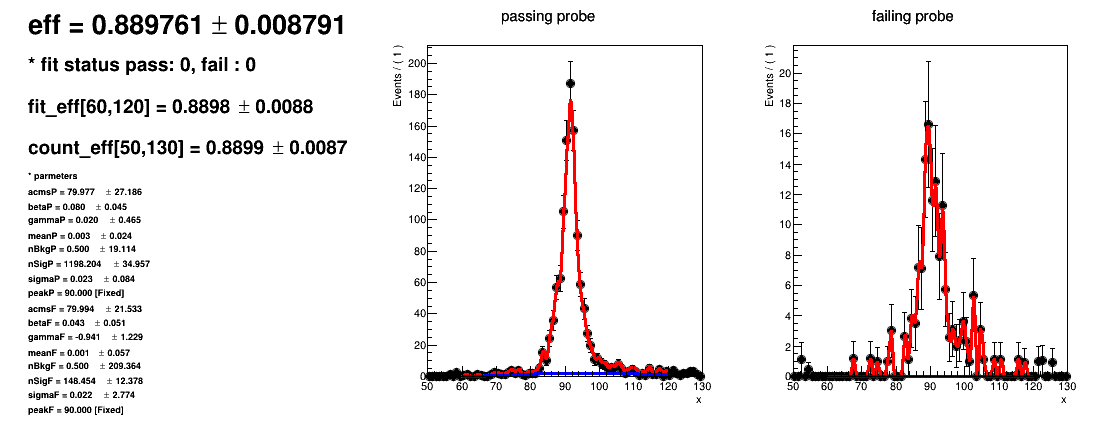 eff = 0.889761 ± 0.008791
* fit status pass: 0, fail : 0
fit_eff[60,120] = 0.8898 ± 0.0088
count_eff[50,130] = 0.8899 ± 0.0087
* parmeters
acmsP = 79.977 ± 27.186
betaP = 0.080 ± 0.045
gammaP = 0.020 ± 0.465
meanP = 0.003 ± 0.024
nBkgP = 0.500 ± 19.114
nSigP = 1198.204 ± 34.957
sigmaP = 0.023 ± 0.084
peakP = 90.000 [Fixed]
acmsF = 79.994 ± 21.533
betaF = 0.043 ± 0.051
gammaF = -0.941 ± 1.229
meanF = 0.001 ± 0.057
nBkgF = 0.500 ± 209.364
nSigF = 148.454 ± 12.378
sigmaF = 0.022 ± 2.774
peakF = 90.000 [Fixed]
passing probe
Events / ( 1 )
200
180
160
140
120
100
80
60
40
20
0
50 60 70 80 90 100 110 120 130
x
failing probe
Events / ( 1 )
20
18
16
14
12
10
8
6
4
2
0
50 60 70 80 90 100 110 120 130
x